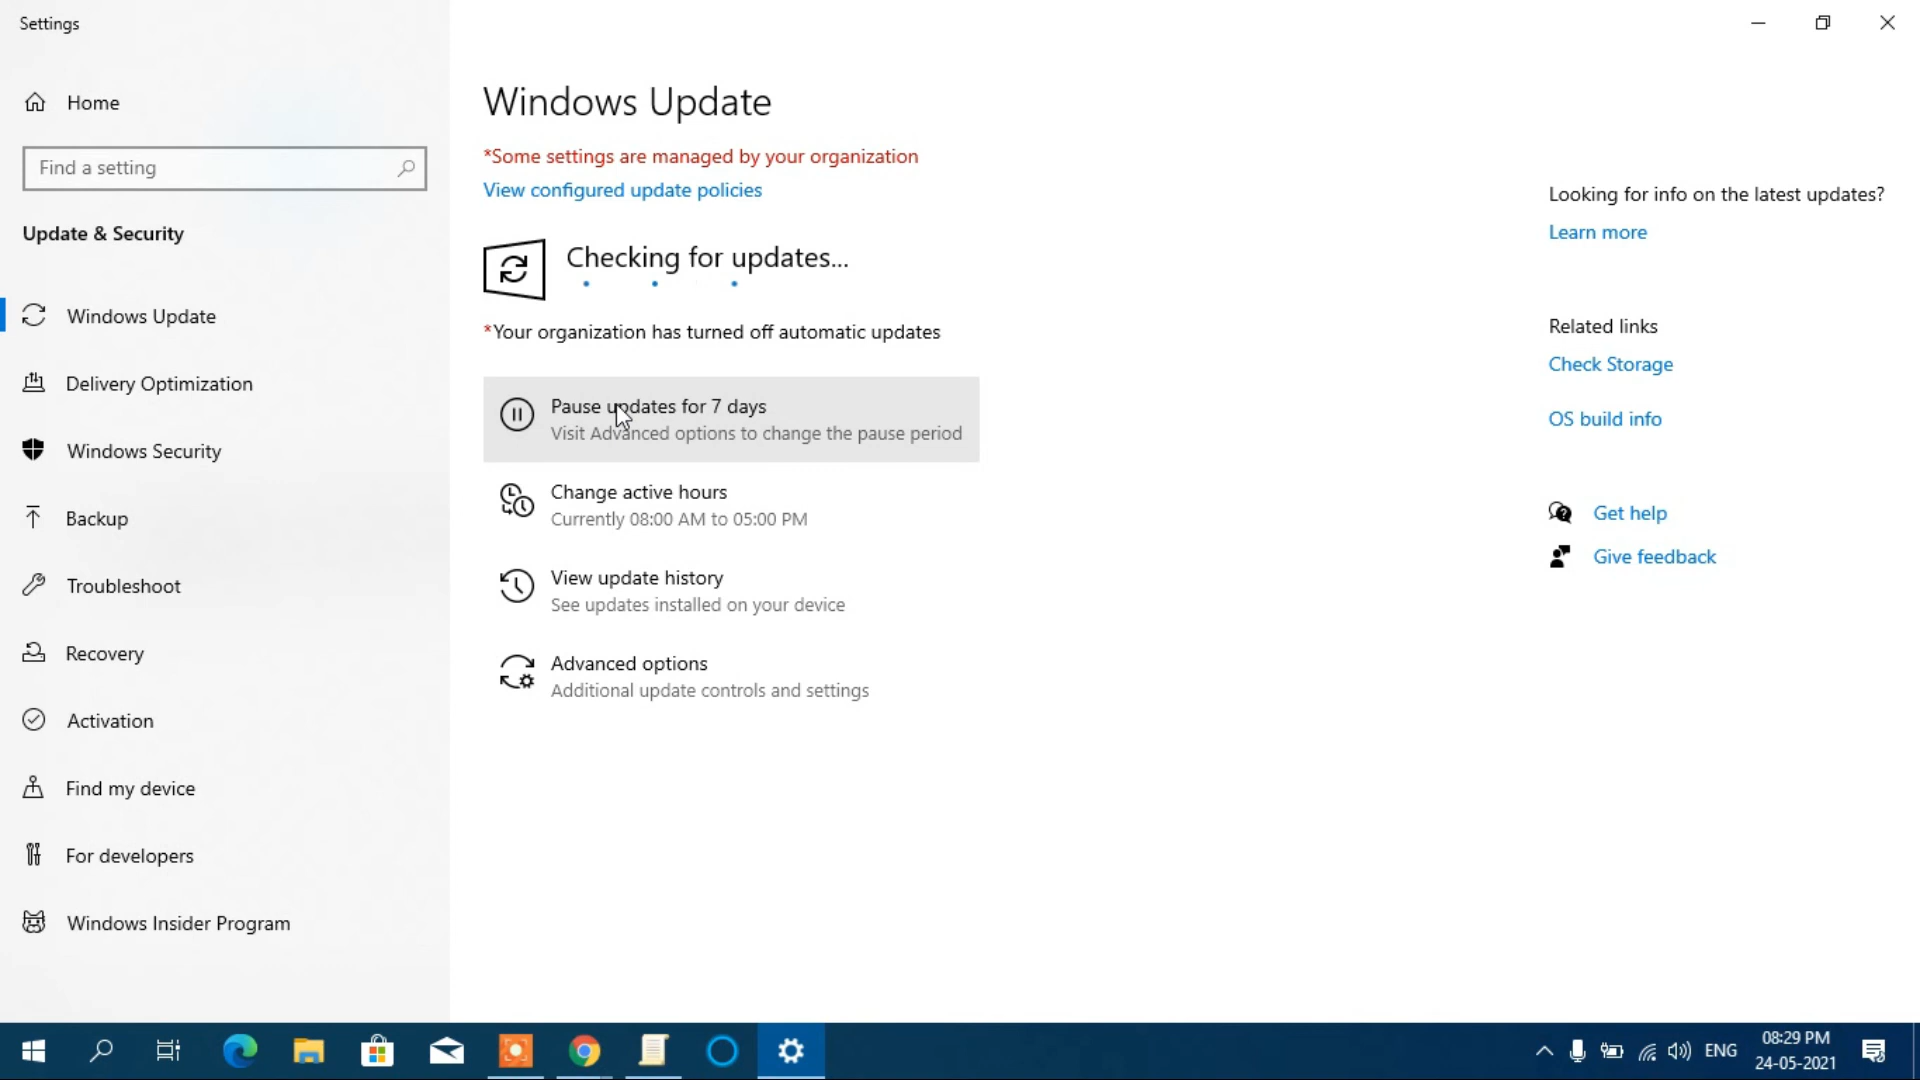 Settings
Home
Find a setting
Update & Security
Windows Update
Delivery Optimization
Windows Security
Backup
Troubleshoot
Recovery
Activation
Find my device
For developers
Windows Insider Program
Windows Update
*Some settings are managed by your organization
View configured update policies
Checking for updates...
*Your organization has turned off automatic updates
Pause updates for 7 days
Visit Advanced options to change the pause period
Change active hours
Currently 08:00 AM to 05:00 PM
View update history
See updates installed on your device
Advanced options
Additional update controls and settings
Looking for info on the latest updates?
Learn more
Related links
Check Storage
OS build info
Get help
Give feedback
ENG
08:29 PM
24-05-2021